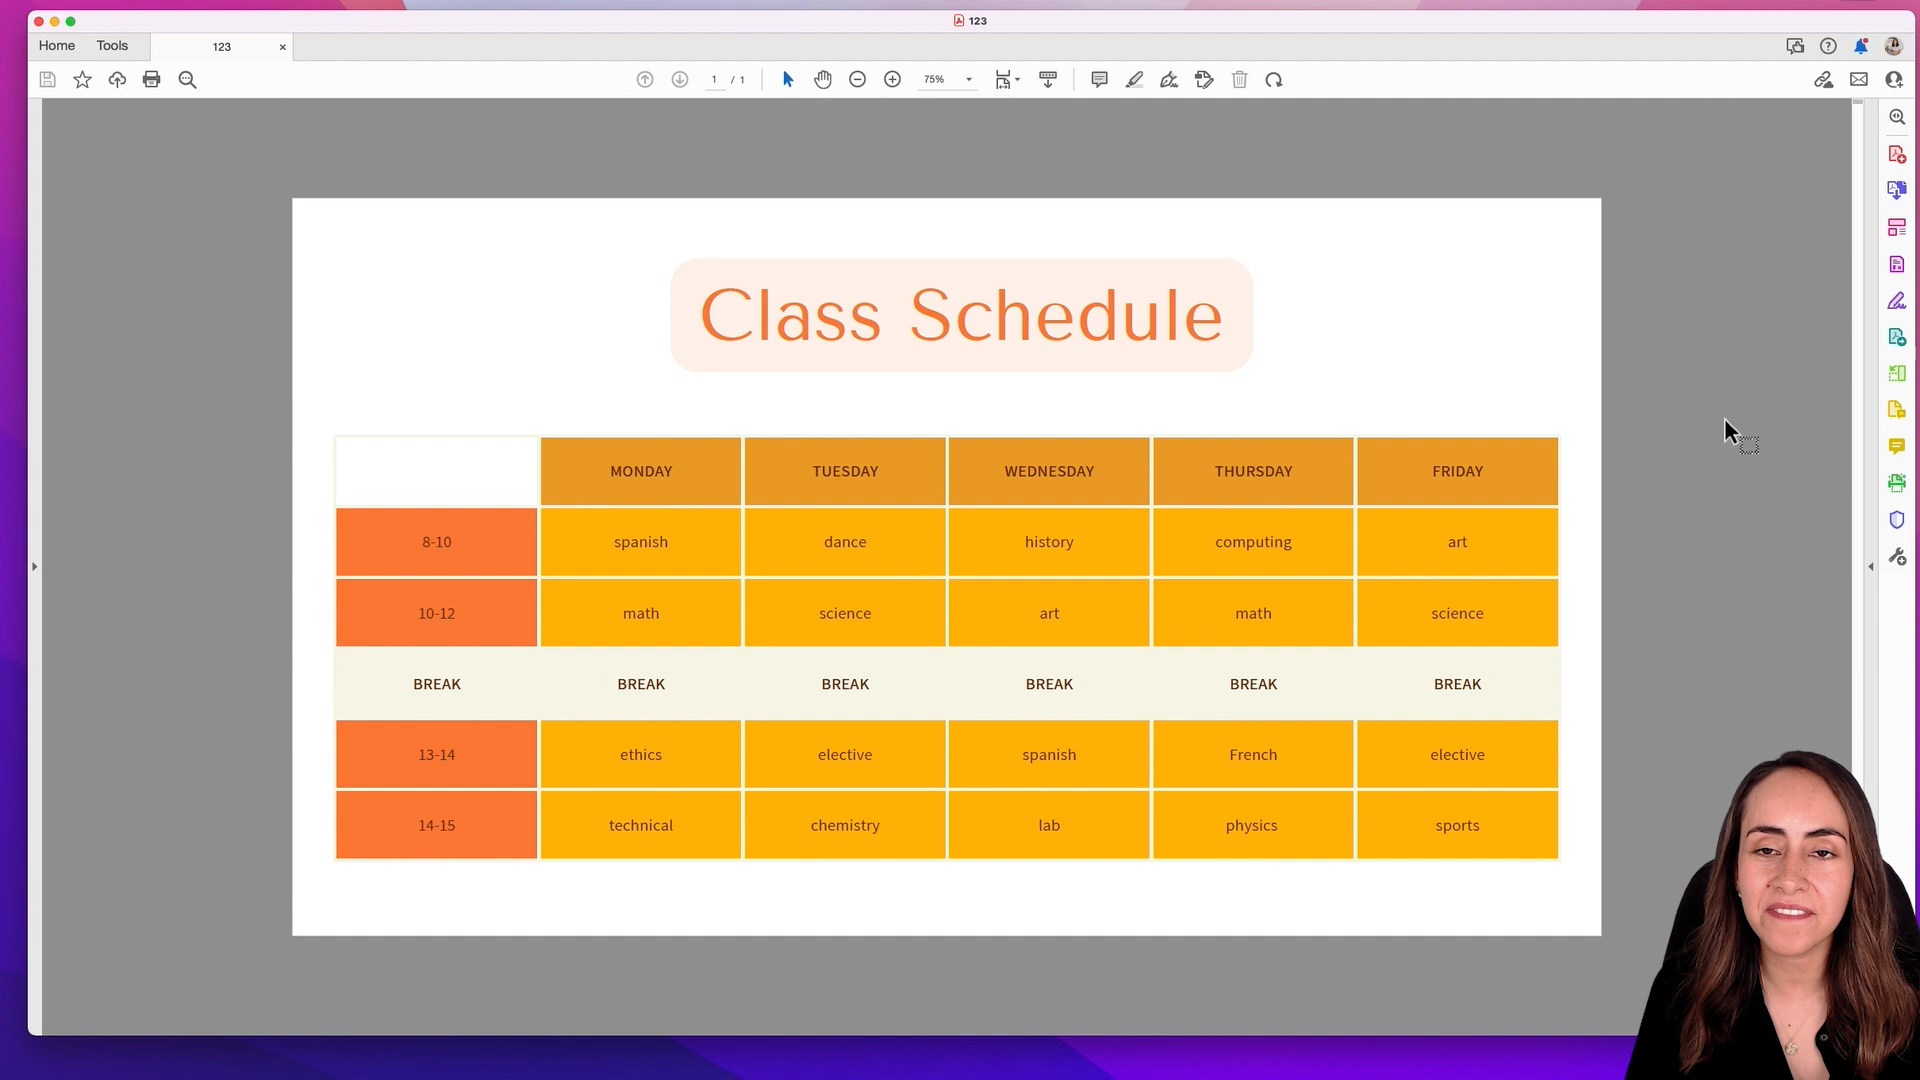 123
Home Tools 123
1 / 1 75%
Class Schedule
MONDAY TUESDAY WEDNESDAY THURSDAY FRIDAY
8-10 spanish dance history computing art
10-12 math science art math science
BREAK BREAK BREAK BREAK BREAK BREAK
13-14 ethics elective spanish French elective
14-15 technical chemistry lab physics sports